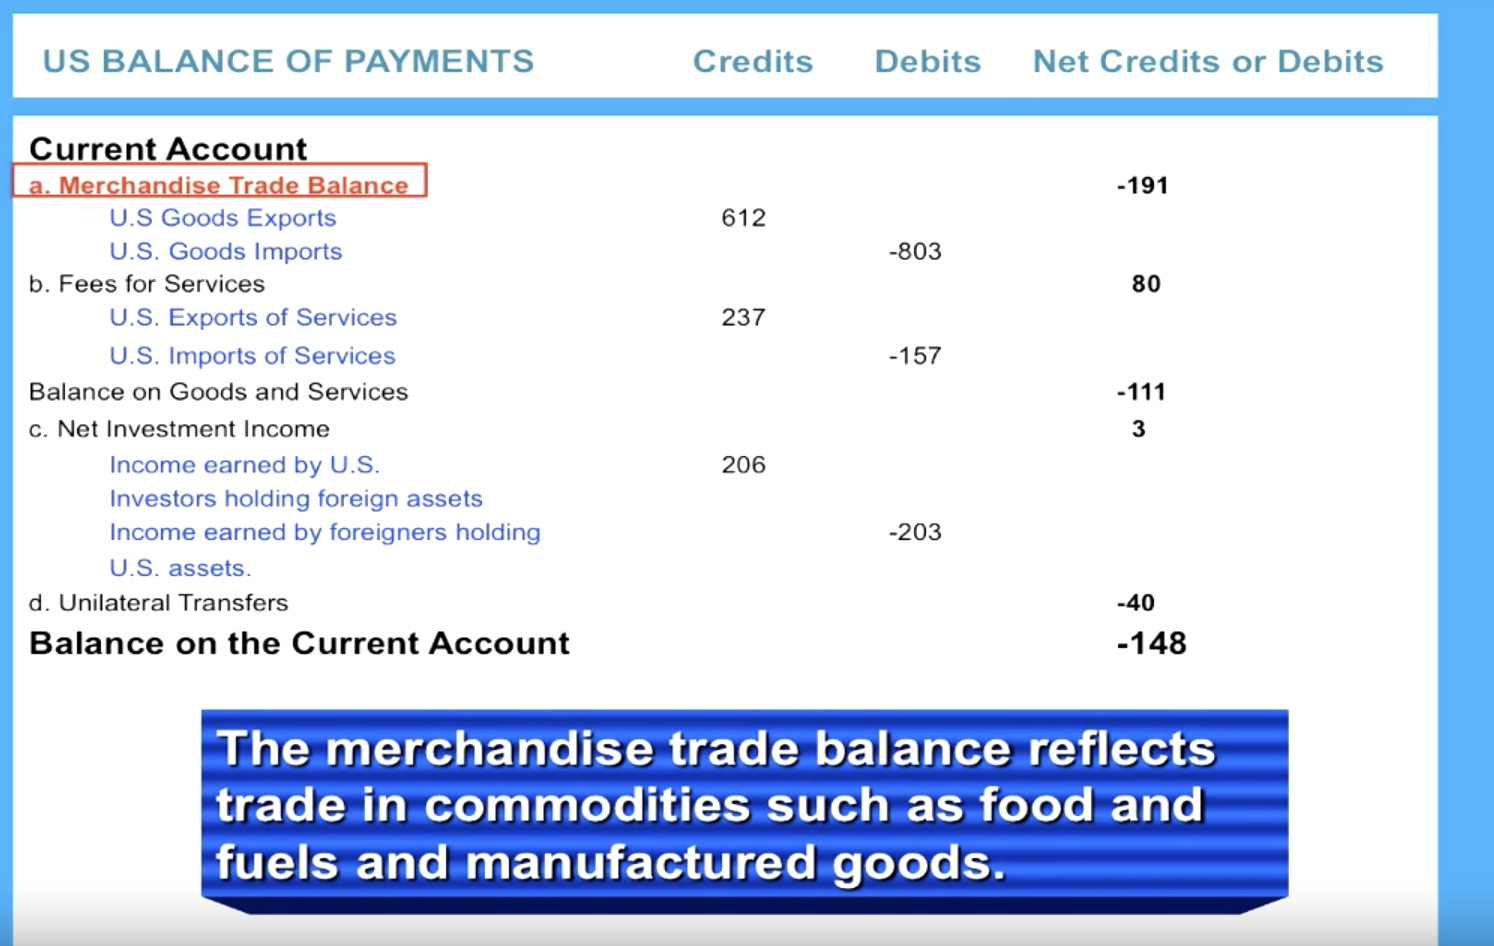 US BALANCE OF PAYMENTS Credits Debits Net Credits or Debits
Current Account
a. Merchandise Trade Balance -191
U.S Goods Exports 612
U.S. Goods Imports -803
b. Fees for Services 80
U.S. Exports of Services 237
U.S. Imports of Services -157
Balance on Goods and Services -111
c. Net Investment Income 3
Income earned by U.S. 206
Investors holding foreign assets
Income earned by foreigners holding -203
U.S. assets.
d. Unilateral Transfers -40
Balance on the Current Account -148
The merchandise trade balance reflects
trade in commodities such as food and
fuels and manufactured goods.